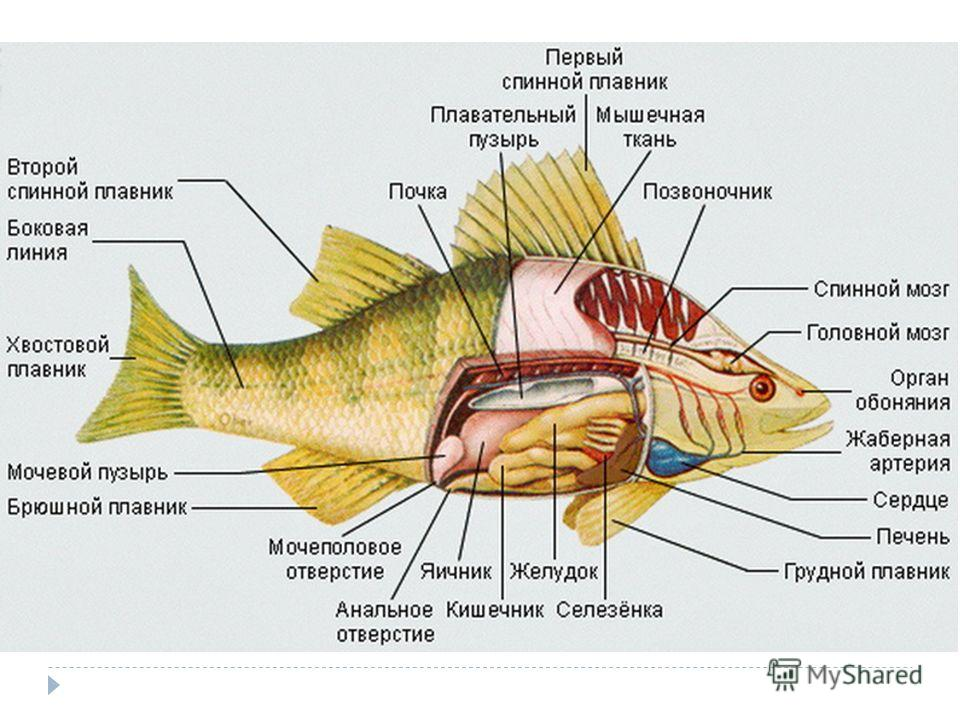 Первый
спинной плавник
Плавательный
пузырь
Мышечная
ткань
Второй
спинной плавник
Почка
Позвоночник
Боковая
линия
Спинной мозг
Головной мозг
Хвостовой
плавник
Орган
обоняния
Жаберная
артерия
Мочевой пузырь
Сердце
Брюшной плавник
Печень
Мочеполовое
отверстие
Яичник
Желудок
Грудной плавник
Анальное
отверстие
Кишечник
Селезёнка
MyShared